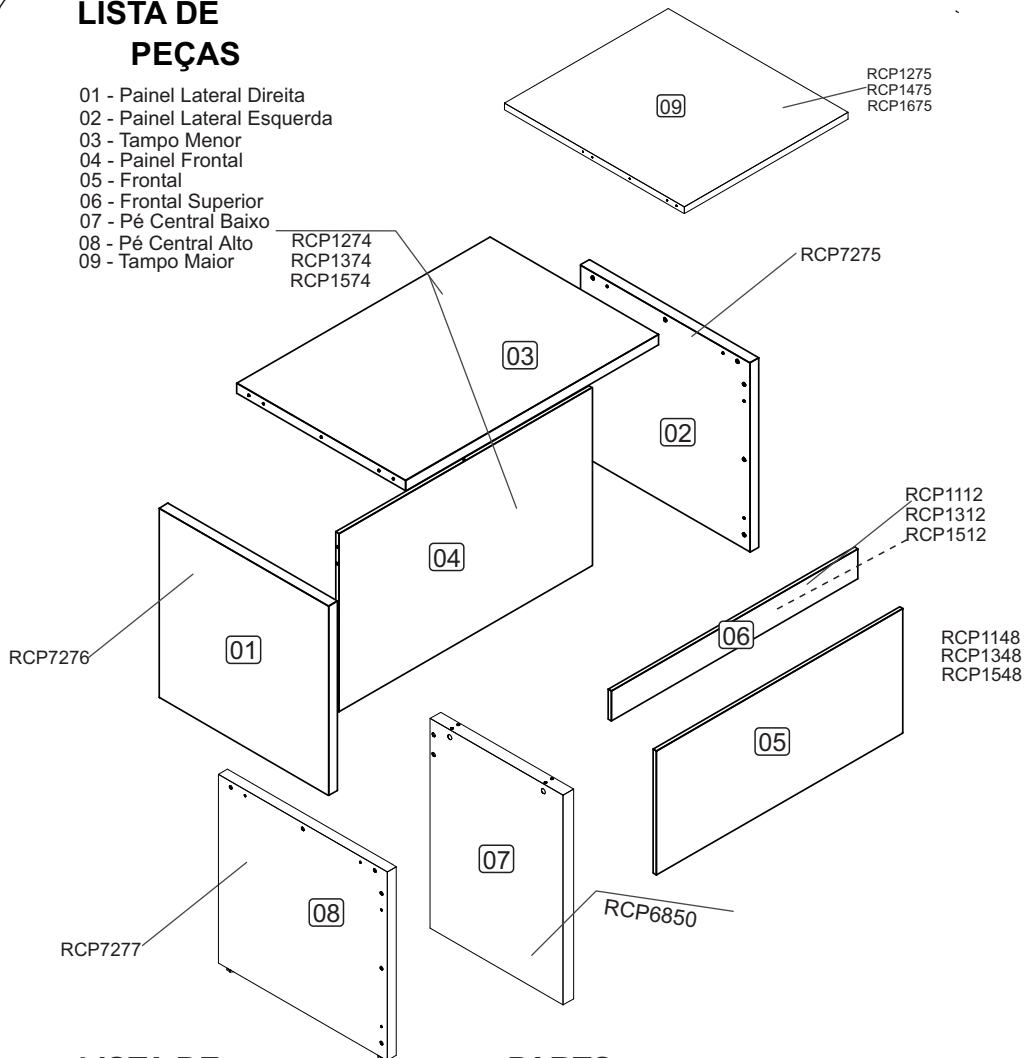 LISTA DE
PEÇAS
01 - Painel Lateral Direita
02 - Painel Lateral Esquerda
03 - Tampo Menor
04 - Painel Frontal
05 - Frontal
06 - Frontal Superior
07 - Pé Central Baixo
08 - Pé Central Alto
09 - Tampo Maior
RCP1274
RCP1374
RCP1574
09
RCP1275
RCP1475
RCP1675
RCP7275
03
02
RCP1112
RCP1312
RCP1512
04
06
RCP7276
01
RCP1148
RCP1348
RCP1548
05
07
08
RCP6850
RCP7277
LISTA DE
PARTS